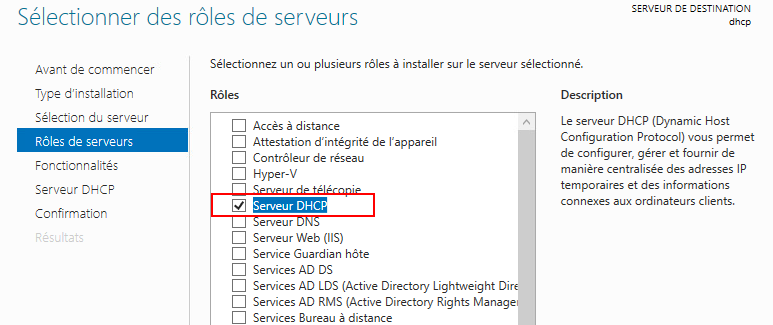 Sélectionner des rôles de serveurs
SERVEUR DE DESTINATION
dhcp
Avant de commencer
Type d'installation
Sélection du serveur
Rôles de serveurs
Fonctionnalités
Serveur DHCP
Confirmation
Résultats
Sélectionnez un ou plusieurs rôles à installer sur le serveur sélectionné.
Rôles
Accès à distance
Attestation d'intégrité de l'appareil
Contrôleur de réseau
Hyper-V
Serveur de télécopie
Serveur DHCP
Serveur DNS
Serveur Web (IIS)
Service Guardian hôte
Services AD DS
Services AD LDS (Active Directory Lightweight Dire
Services AD RMS (Active Directory Rights Manager
Services Bureau à distance
Description
Le serveur DHCP (Dynamic Host
Configuration Protocol) vous permet
de configurer, gérer et fournir de
manière centralisée des adresses IP
temporaires et des informations
connexes aux ordinateurs clients.